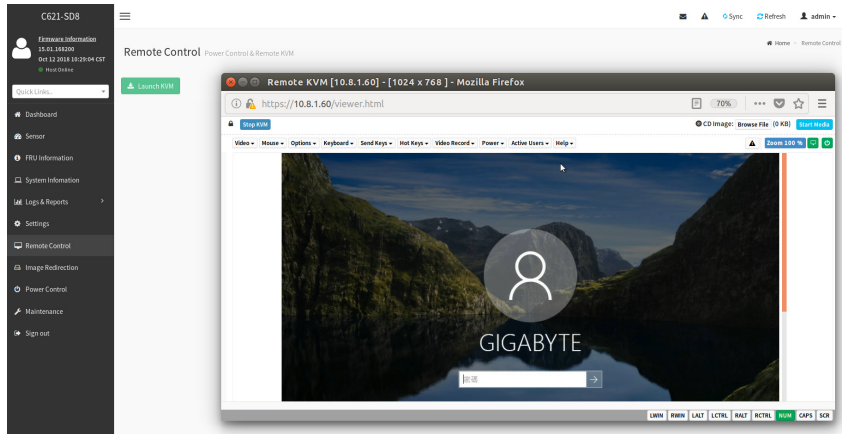 C621-SD8
Firmware Information
15.01.168200
Oct 12 2018 10:29:04 CST
Host Online
Quick Links...
Dashboard
Sensor
FRU Information
System Infomation
Logs & Reports
Settings
Remote Control
Image Redirection
Power Control
Maintenance
Sign out
Sync Refresh admin
Remote Control Power Control & Remote KVM
Home Remote Control
Launch KVM
Remote KVM [10.8.1.60] - [1024 x 768 ] - Mozilla Firefox
https://10.8.1.60/viewer.html 70%
Stop KVM CD Image: Browse File (0 KB) Start Media
Video Mouse Options Keyboard Send Keys Hot Keys Video Record Power Active Users Help Zoom 100 %
GIGABYTE
密碼
LWIN RWIN LALT LCTRL RALT RCTRL NUM CAPS SCR